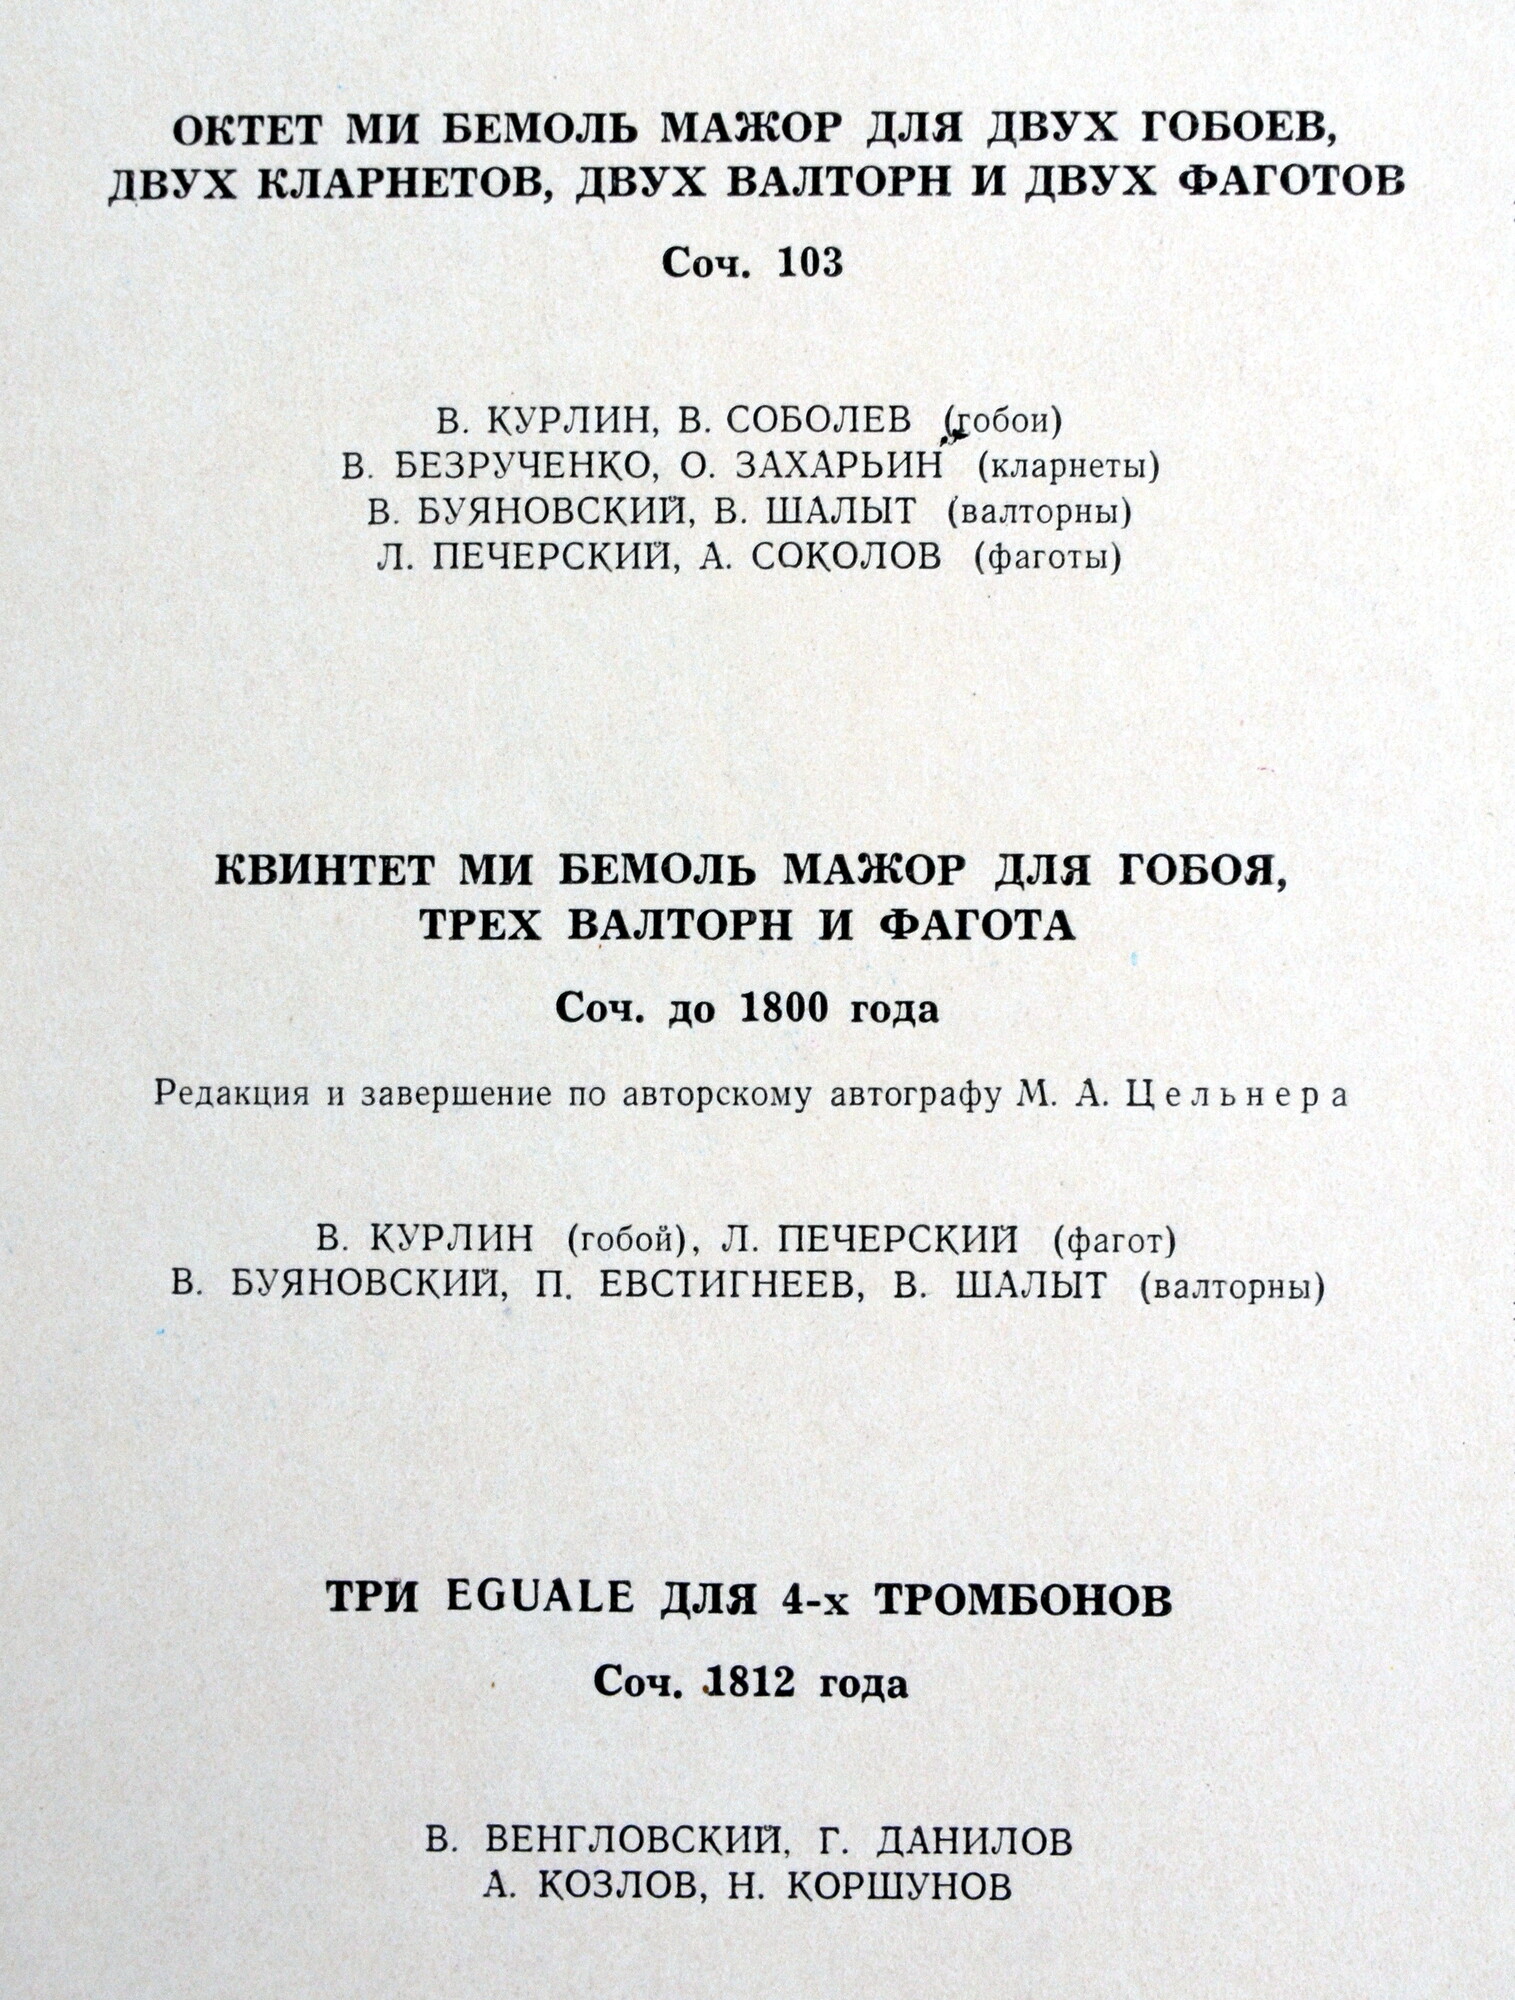 ОКТЕТ МИ БЕМОЛЬ МАЖОР ДЛЯ ДВУХ ГОБОЕВ,
ДВУХ КЛАРНЕТОВ, ДВУХ ВАЛТОРН И ДВУХ ФАГОТОВ
Соч. 103
В. КУРЛИН, В. СОБОЛЕВ (гобои)
В. БЕЗРУЧЕНКО, О. ЗАХАРЬИН (кларнеты)
В. БУЯНОВСКИЙ, В. ШАЛЫТ (валторны)
Л. ПЕЧЕРСКИЙ, А. СОКОЛОВ (фаготы)
КВИНТЕТ МИ БЕМОЛЬ МАЖОР ДЛЯ ГОБОЯ,
ТРЕХ ВАЛТОРН И ФАГОТА
Соч. до 1800 года
Редакция и завершение по авторскому автографу М. А. Цельнера
В. КУРЛИН (гобой), Л. ПЕЧЕРСКИЙ (фагот)
В. БУЯНОВСКИЙ, П. ЕВСТИГНЕЕВ, В. ШАЛЫТ (валторны)
ТРИ EGUALE ДЛЯ 4-х ТРОМБОНОВ
Соч. 1812 года
В. ВЕНГЛОВСКИЙ, Г. ДАНИЛОВ
А. КОЗЛОВ, Н. КОРШУНОВ